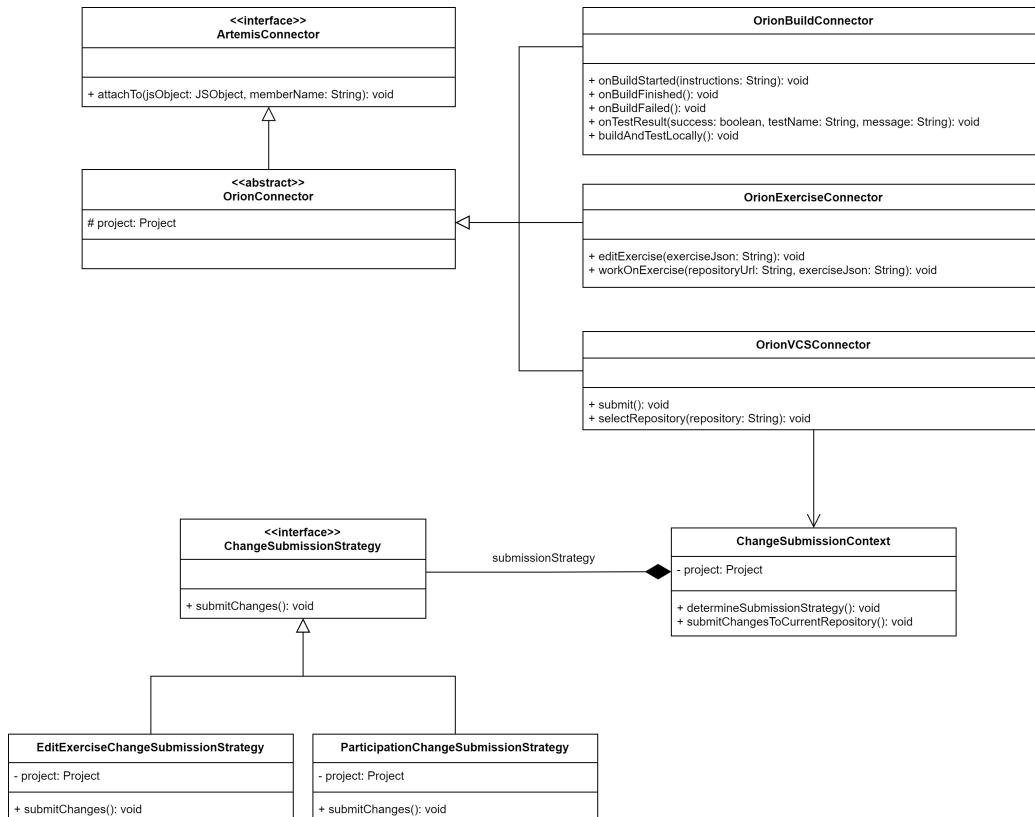 <<interface>>
ArtemisConnector
+ attachTo(jsObject: JSObject, memberName: String): void
<<abstract>>
OrionConnector
# project: Project
OrionBuildConnector
+ onBuildStarted(instructions: String): void
+ onBuildFinished(): void
+ onBuildFailed(): void
+ onTestResult(success: boolean, testName: String, message: String): void
+ buildAndTestLocally(): void
OrionExerciseConnector
+ editExercise(exerciseJson: String): void
+ workOnExercise(repositoryUrl: String, exerciseJson: String): void
OrionVCSConnector
+ submit(): void
+ selectRepository(repository: String): void
<<interface>>
ChangeSubmissionStrategy
+ submitChanges(): void
submissionStrategy
ChangeSubmissionContext
- project: Project
+ determineSubmissionStrategy(): void
+ submitChangesToCurrentRepository(): void
EditExerciseChangeSubmissionStrategy
- project: Project
+ submitChanges(): void
ParticipationChangeSubmissionStrategy
- project: Project
+ submitChanges(): void